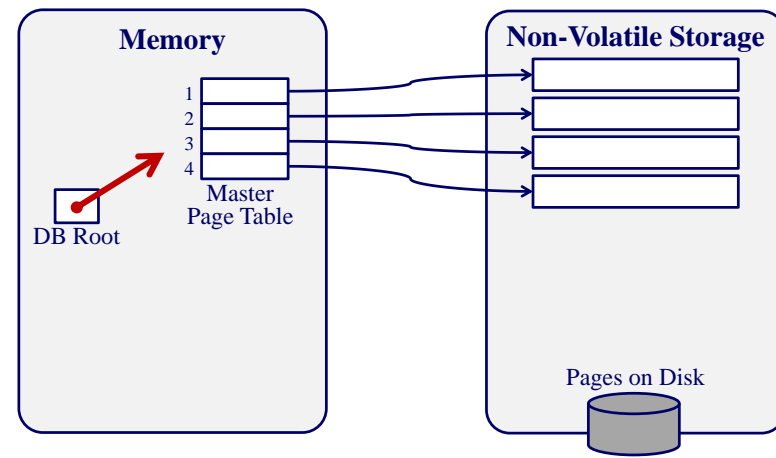 Memory
Non-Volatile Storage
1
2
3
4
Master
Page Table
DB Root
Pages on Disk